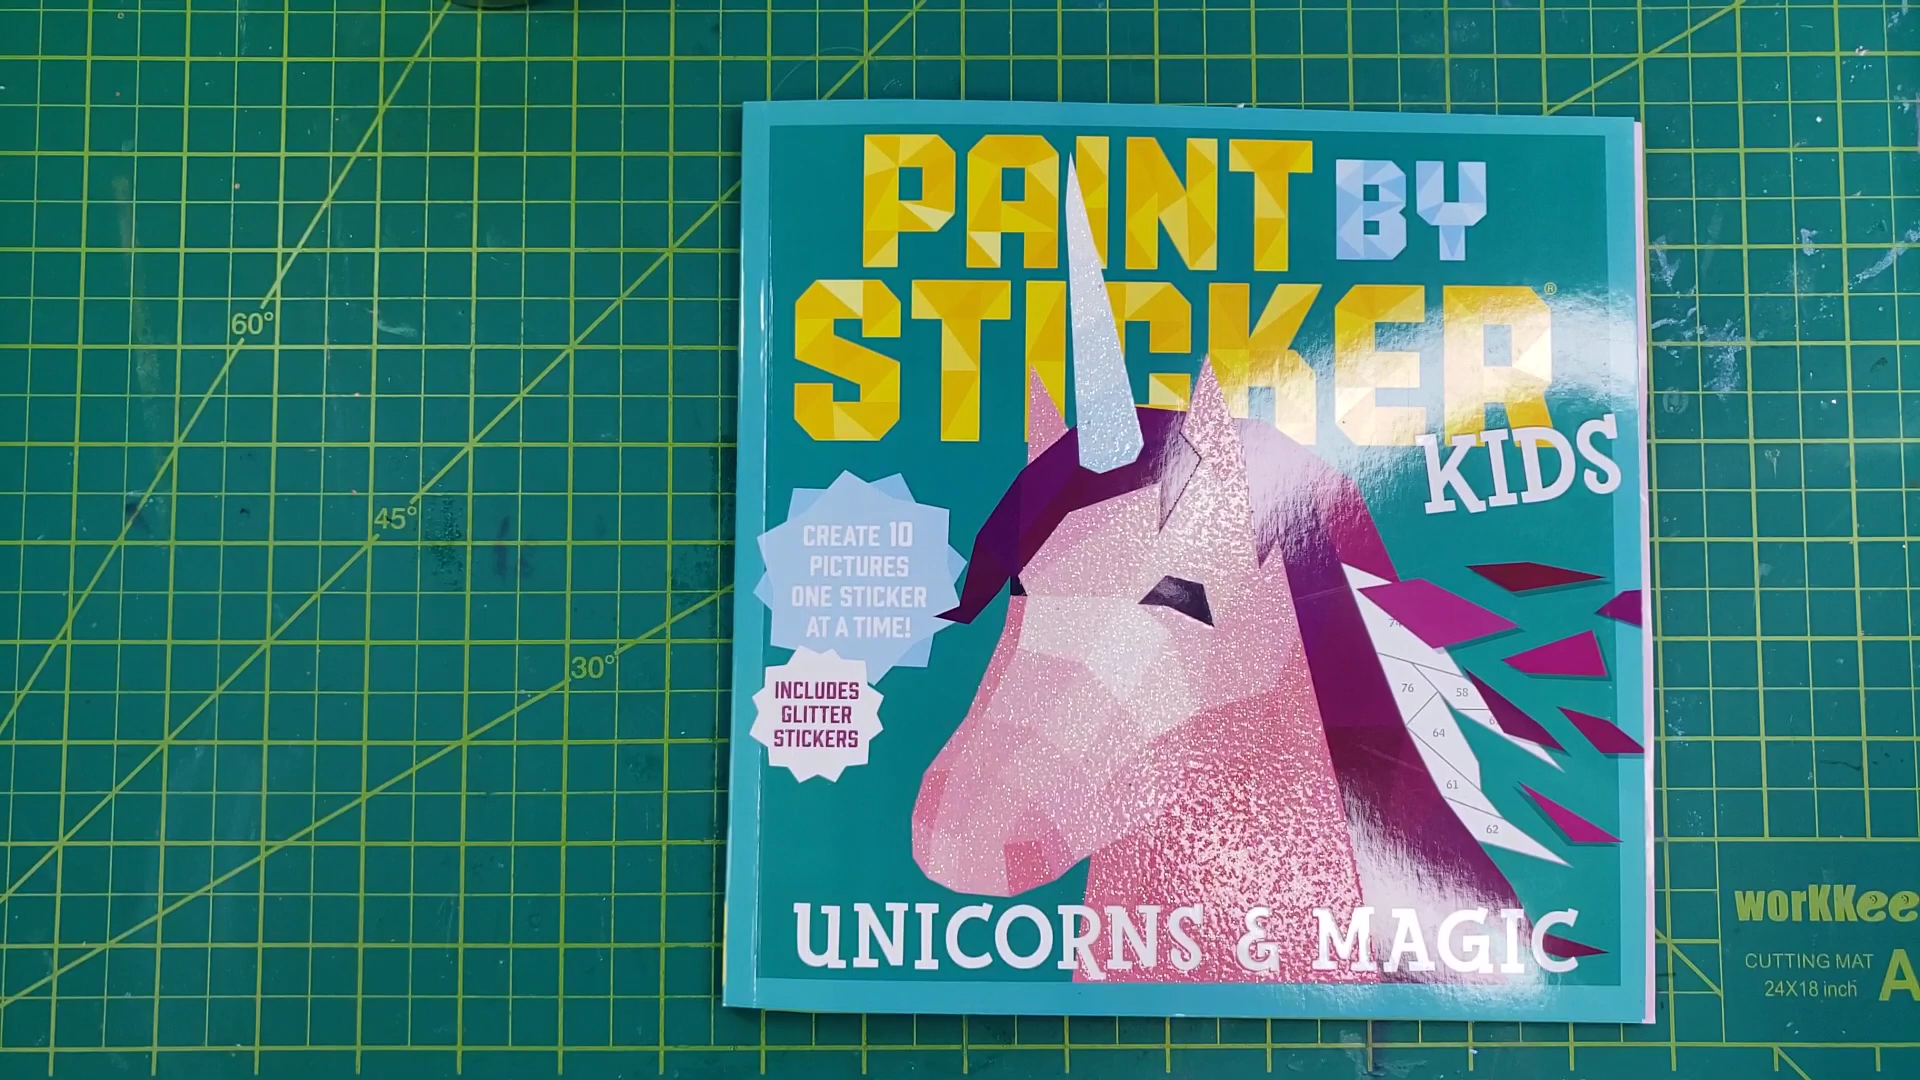 PAINT BY
STICKER®
KIDS
CREATE 10
PICTURES
ONE STICKER
AT A TIME!
INCLUDES
GLITTER
STICKERS
76
58
64
61
62
UNICORNS & MAGIC
60°
45°
30°
CUTTING MAT
24X18 inch
A